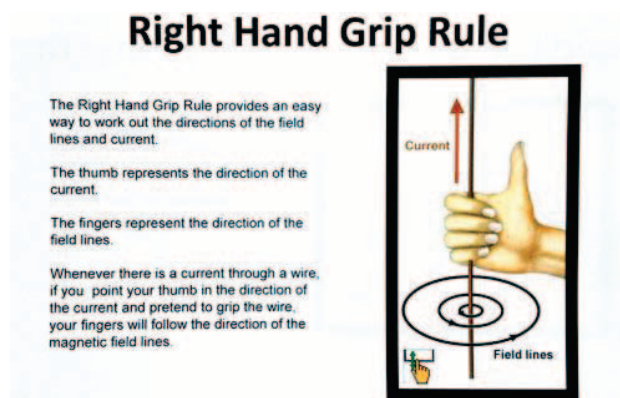 Right Hand Grip Rule
The Right Hand Grip Rule provides an easy
way to work out the directions of the field
lines and current.
The thumb represents the direction of the
current.
The fingers represent the direction of the
field lines.
Whenever there is a current through a wire,
if you point your thumb in the direction of
the current and pretend to grip the wire,
your fingers will follow the direction of the
magnetic field lines.
Current
Field lines